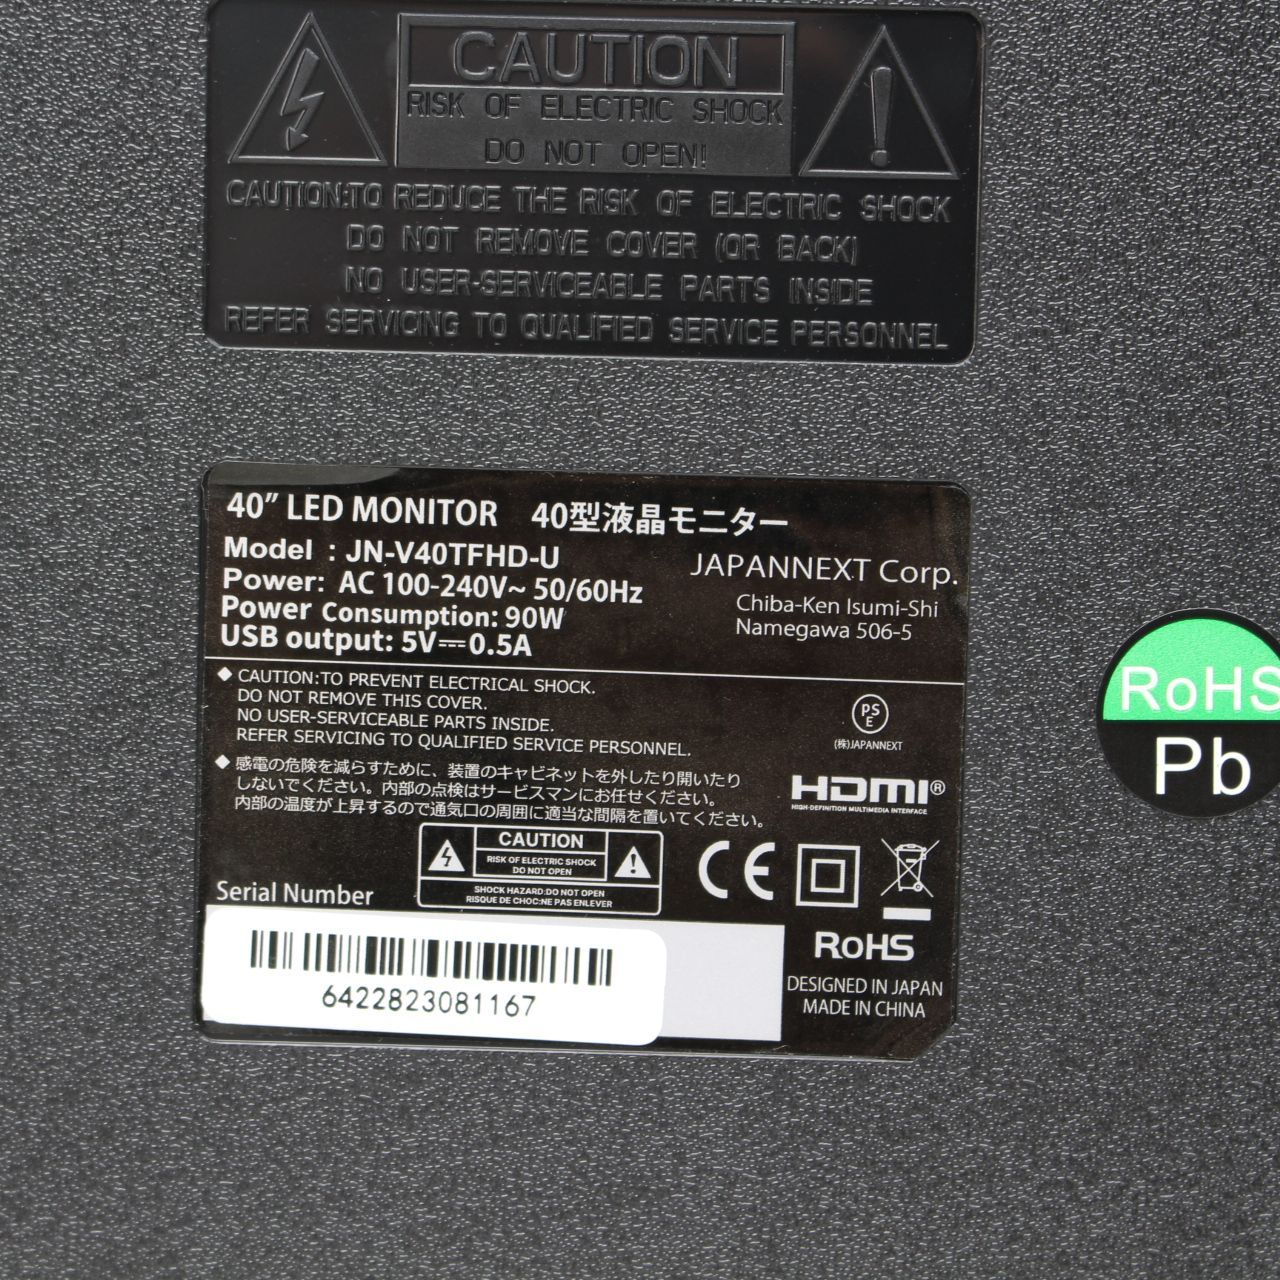 CAUTION
RISK OF ELECTRIC SHOCK
DO NOT OPEN!
CAUTION:TO REDUCE THE RISK OF ELECTRIC SHOCK
DO NOT REMOVE COVER (OR BACK)
NO USER-SERVICEABLE PARTS INSIDE
REFER SERVICING TO QUALIFIED SERVICE PERSONNEL
40" LED MONITOR 40型液晶モニター
Model : JN-V40TFHD-U
Power: AC 100-240V~ 50/60Hz
Power Consumption: 90W
USB output: 5V⎓0.5A
JAPANNEXT Corp.
Chiba-Ken Isumi-Shi
Namegawa 506-5
◆ CAUTION:TO PREVENT ELECTRICAL SHOCK.
DO NOT REMOVE THIS COVER.
NO USER-SERVICEABLE PARTS INSIDE.
REFER SERVICING TO QUALIFIED SERVICE PERSONNEL.
PS
E
(株)JAPANNEXT
◆ 感電の危険を減らすために、装置のキャビネットを外したり開いたり
しないでください。内部の点検はサービスマンにお任せください。
内部の温度が上昇するので通気口の周囲に適当な間隔を置いてください。
HDMI®
HIGH-DEFINITION MULTIMEDIA INTERFACE
CAUTION
RISK OF ELECTRIC SHOCK
DO NOT OPEN
SHOCK HAZARD:DO NOT OPEN
RISQUE DE CHOC:NE PAS ENLEVER
CE
Serial Number
6422823081167
RoHS
DESIGNED IN JAPAN
MADE IN CHINA
RoHS
Pb